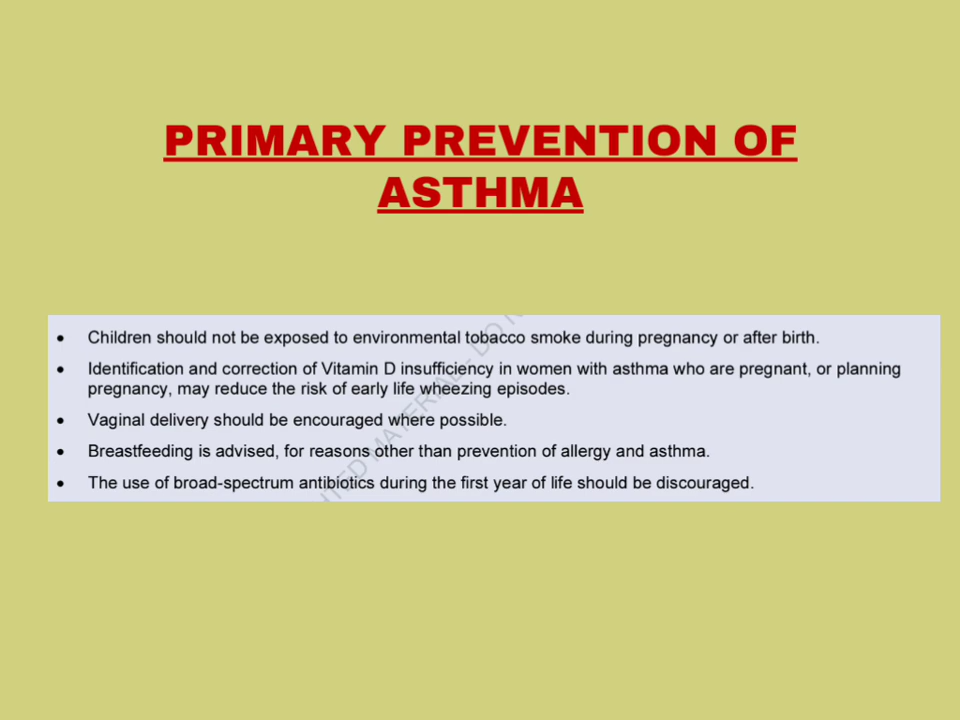 PRIMARY PREVENTION OF
ASTHMA
• Children should not be exposed to environmental tobacco smoke during pregnancy or after birth.
• Identification and correction of Vitamin D insufficiency in women with asthma who are pregnant, or planning
pregnancy, may reduce the risk of early life wheezing episodes.
• Vaginal delivery should be encouraged where possible.
• Breastfeeding is advised, for reasons other than prevention of allergy and asthma.
• The use of broad-spectrum antibiotics during the first year of life should be discouraged.